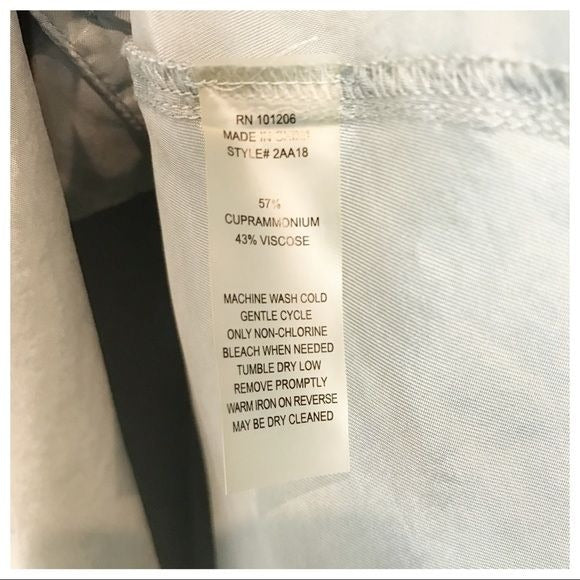 RN 101206
MADE IN CHINA
STYLE# 2AA18
57%
CUPRAMMONIUM
43% VISCOSE
MACHINE WASH COLD
GENTLE CYCLE
ONLY NON-CHLORINE
BLEACH WHEN NEEDED
TUMBLE DRY LOW
REMOVE PROMPTLY
WARM IRON ON REVERSE
MAY BE DRY CLEANED